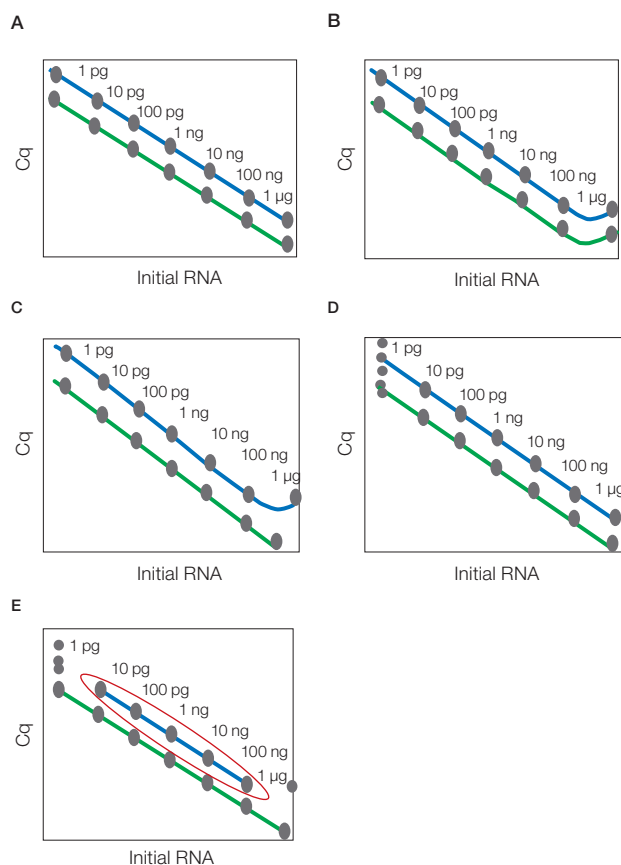 A
1 pg
10 pg
100 pg
1 ng
10 ng
100 ng
1 µg
Cq
Initial RNA
B
1 pg
10 pg
100 pg
1 ng
10 ng
100 ng
1 µg
Cq
Initial RNA
C
1 pg
10 pg
100 pg
1 ng
10 ng
100 ng
1 µg
Cq
Initial RNA
D
1 pg
10 pg
100 pg
1 ng
10 ng
100 ng
1 µg
Cq
Initial RNA
E
1 pg
10 pg
100 pg
1 ng
10 ng
100 ng
1 µg
Cq
Initial RNA